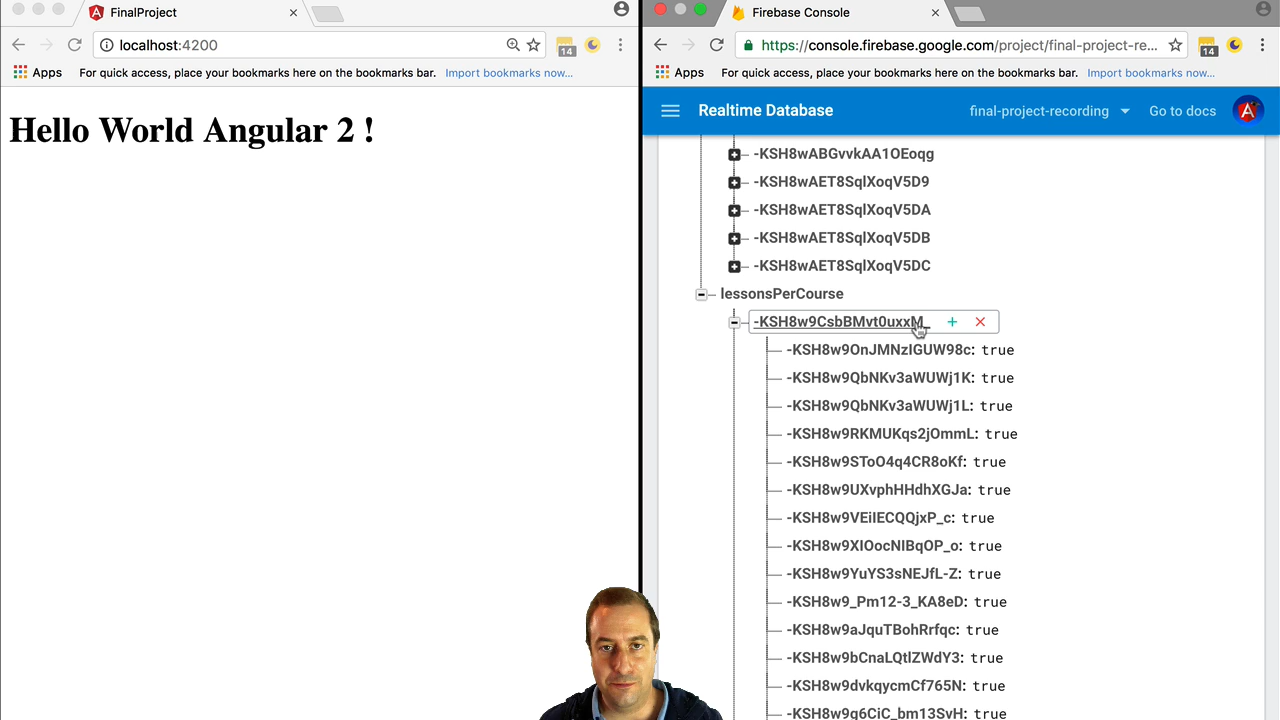 FinalProject
localhost:4200
14
Apps
For quick access, place your bookmarks here on the bookmarks bar.
Import bookmarks now...
Hello World Angular 2 !
Firebase Console
https://console.firebase.google.com/project/final-project-re...
14
Apps
For quick access, place your bookmarks here on the bookmarks bar.
Import bookmarks now...
Realtime Database
final-project-recording
Go to docs
-KSH8wABGvvkAA1OEoqg
-KSH8wAET8SqlXoqV5D9
-KSH8wAET8SqlXoqV5DA
-KSH8wAET8SqlXoqV5DB
-KSH8wAET8SqlXoqV5DC
lessonsPerCourse
-KSH8w9CsbBMvt0uxxM_
-KSH8w9OnJMNzIGUW98c: true
-KSH8w9QbNKv3aWUWj1K: true
-KSH8w9QbNKv3aWUWj1L: true
-KSH8w9RKMUKqs2jOmmL: true
-KSH8w9SToO4q4CR8oKf: true
-KSH8w9UXvphHHdhXGJa: true
-KSH8w9VEiIECQQjxP_c: true
-KSH8w9XIOocNIBqOP_o: true
-KSH8w9YuYS3sNEJfL-Z: true
-KSH8w9_Pm12-3_KA8eD: true
-KSH8w9aJquTBohRrfqc: true
-KSH8w9bCnaLQtlZWdY3: true
-KSH8w9dvkqycmCf765N: true
-KSH8w9g6CiC_bm13SvH: true